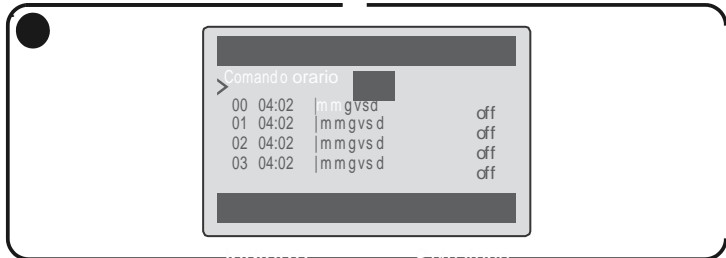 Comando orario
>
00 04:02 |mmgvsd off
01 04:02 |mmgvsd off
02 04:02 |mmgvsd off
03 04:02 |mmgvsd off